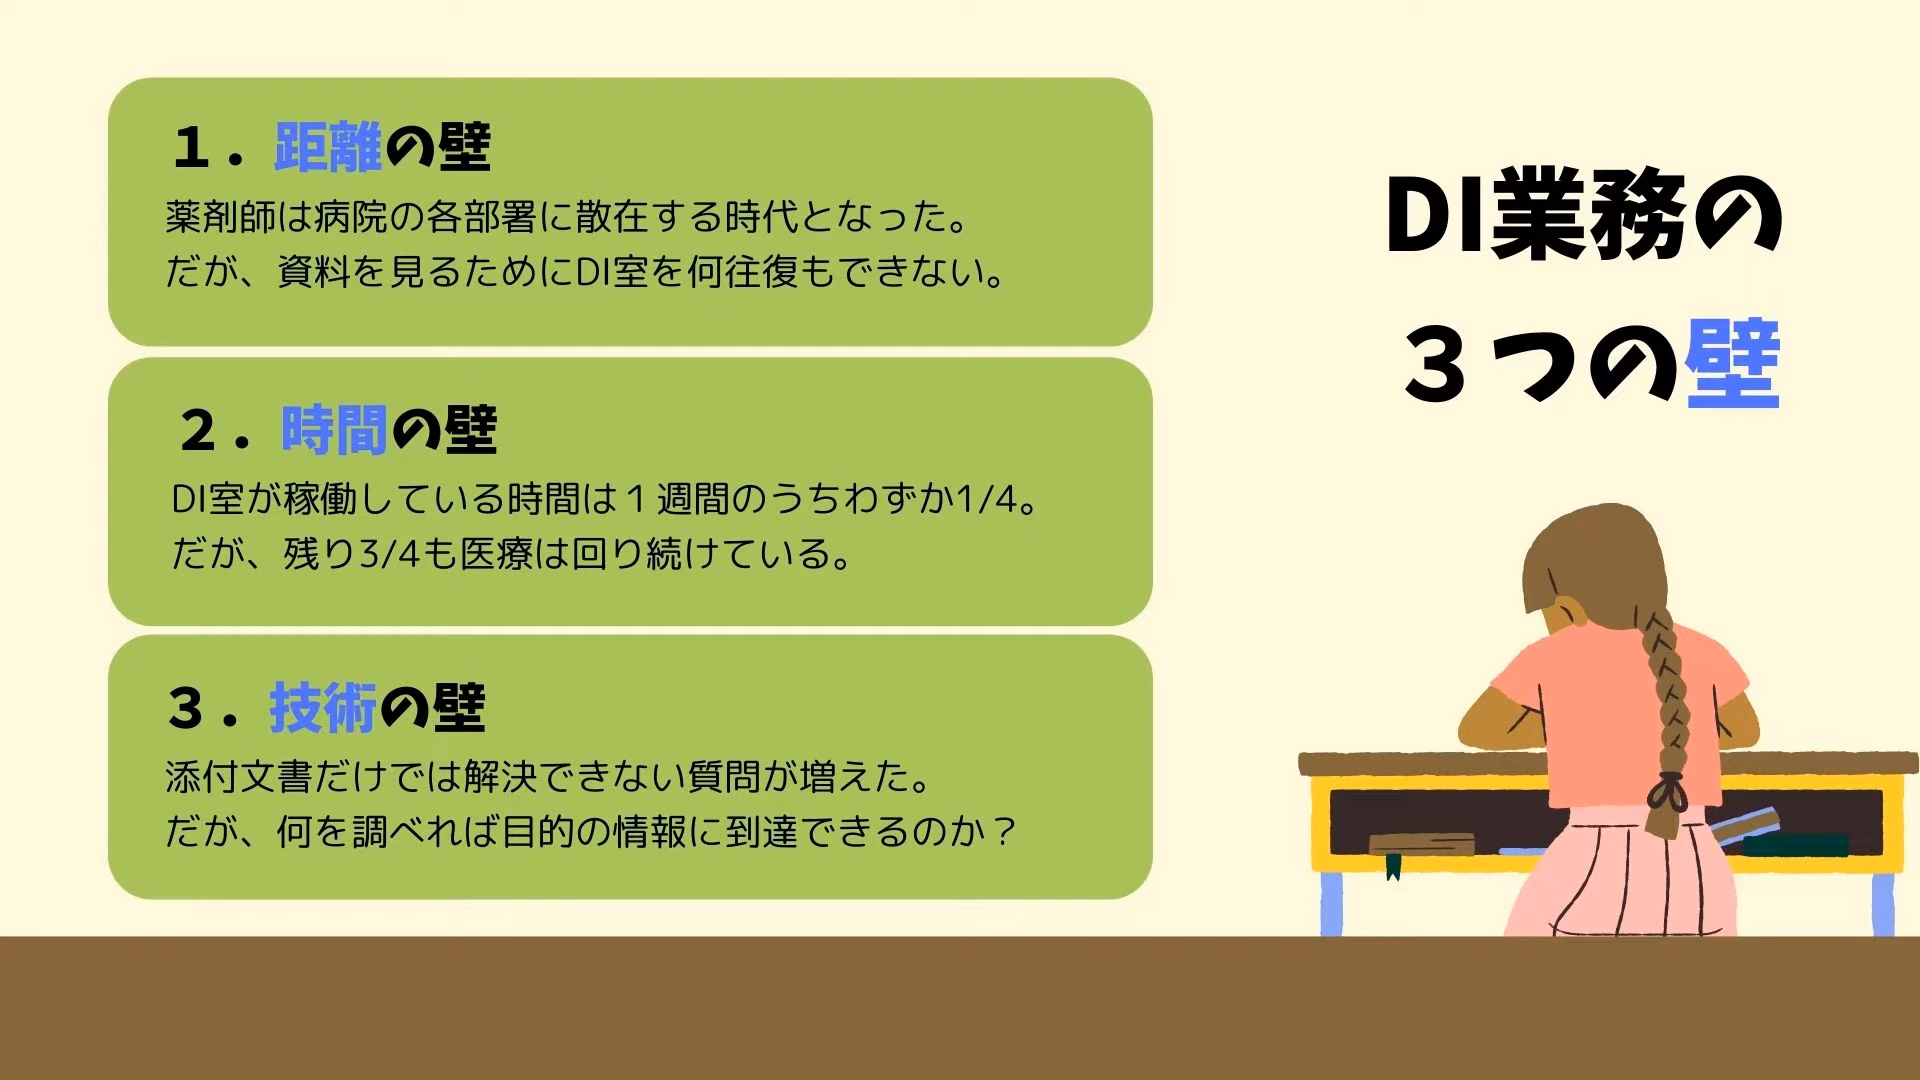 DI業務の
３つの壁
１．距離の壁
薬剤師は病院の各部署に散在する時代となった。
だが、資料を見るためにDI室を何往復もできない。
２．時間の壁
DI室が稼働している時間は１週間のうちわずか1/4。
だが、残り3/4も医療は回り続けている。
３．技術の壁
添付文書だけでは解決できない質問が増えた。
だが、何を調べれば目的の情報に到達できるのか？